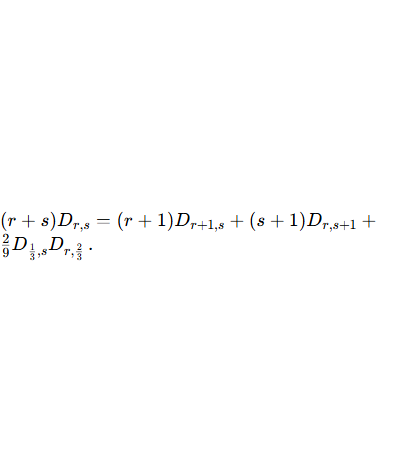 (r + s)D_{r,s} = (r + 1)D_{r+1,s} + (s + 1)D_{r,s+1} +
\frac{2}{9}D_{\frac{1}{3},s}D_{r,\frac{2}{3}} .